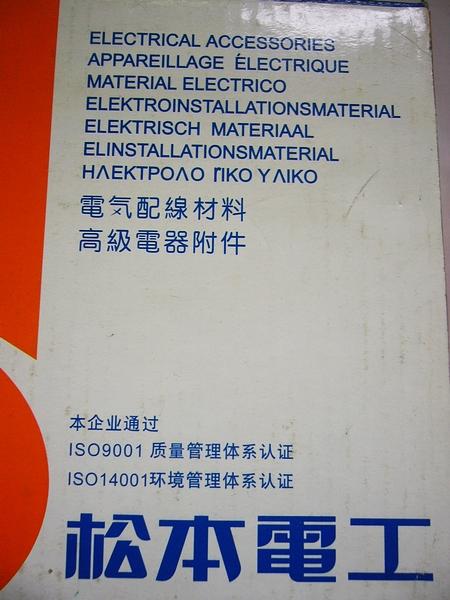 ELECTRICAL ACCESSORIES
APPAREILLAGE ÉLECTRIQUE
MATERIAL ELECTRICO
ELEKTROINSTALLATIONSMATERIAL
ELEKTRISCH MATERIAAL
ELINSTALLATIONSMATERIAL
ΗΛΕΚΤΡΟΛΟ ΓΙΚΟ ΥΛΙΚΟ
電気配線材料
高級電器附件
本企业通过
ISO9001 质量管理体系认证
ISO14001环境管理体系认证
松本電工